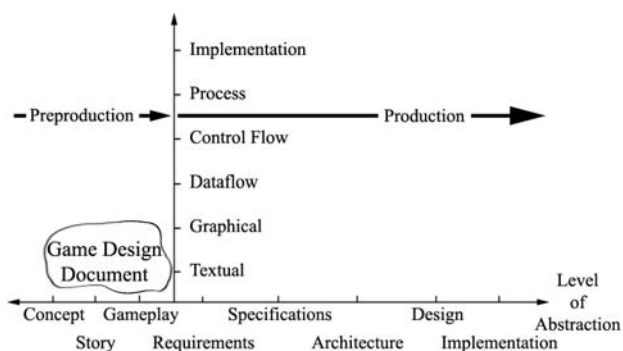 Implementation
Process
Preproduction
Production
Control Flow
Dataflow
Graphical
Game Design
Document
Textual
Level
of
Abstraction
Concept
Gameplay
Specifications
Design
Story
Requirements
Architecture
Implementation